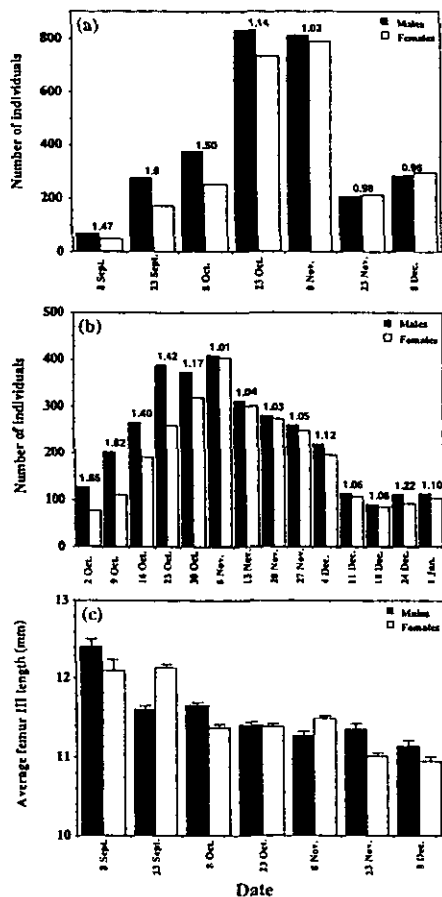 (a)
Males
Females
Number of individuals
800
600
400
200
0
1.47
1.6
1.50
1.14
1.03
0.98
0.96
8 Sept.
23 Sept.
8 Oct.
23 Oct.
8 Nov.
23 Nov.
8 Dec.
(b)
Males
Females
Number of individuals
500
400
300
200
100
0
1.65
1.82
1.40
1.42
1.17
1.01
1.04
1.03
1.05
1.12
1.06
1.06
1.22
1.10
2 Oct.
9 Oct.
16 Oct.
23 Oct.
30 Oct.
6 Nov.
13 Nov.
20 Nov.
27 Nov.
4 Dec.
11 Dec.
18 Dec.
24 Dec.
1 Jan.
(c)
Males
Females
Average femur III length (mm)
13
12
11
10
8 Sept.
23 Sept.
8 Oct.
23 Oct.
8 Nov.
23 Nov.
8 Dec.
Date